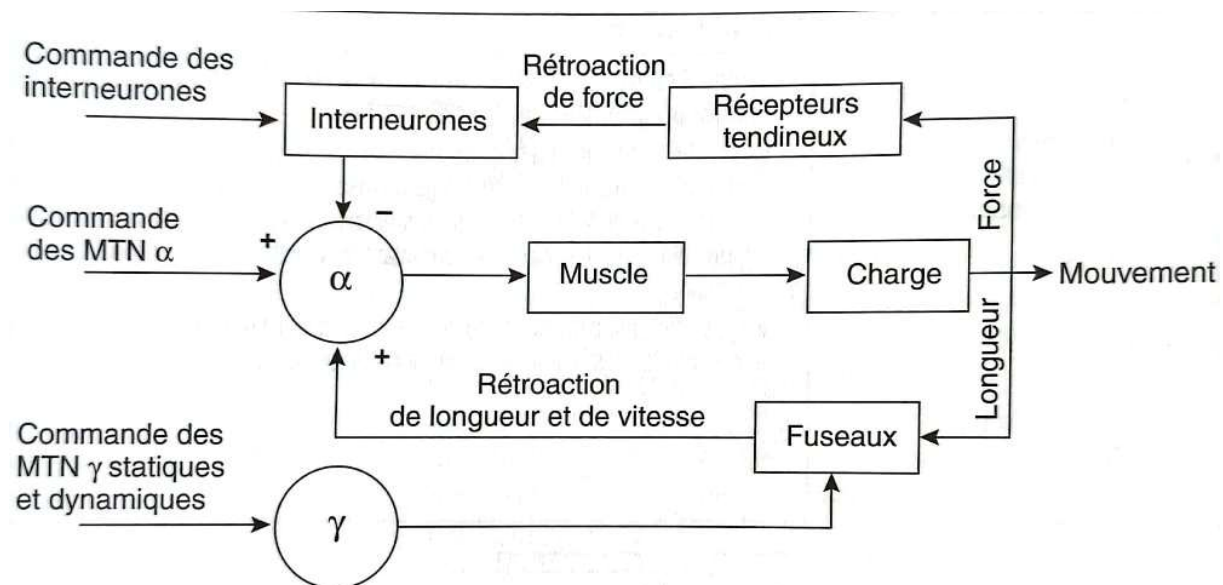 Commande des
interneurones
Interneurones
Rétroaction
de force
Récepteurs
tendineux
Force
Commande
des MTN α
+
−
α
Muscle
Charge
Mouvement
+
Rétroaction
de longueur et de vitesse
Longueur
Fuseaux
Commande des
MTN γ statiques
et dynamiques
γ